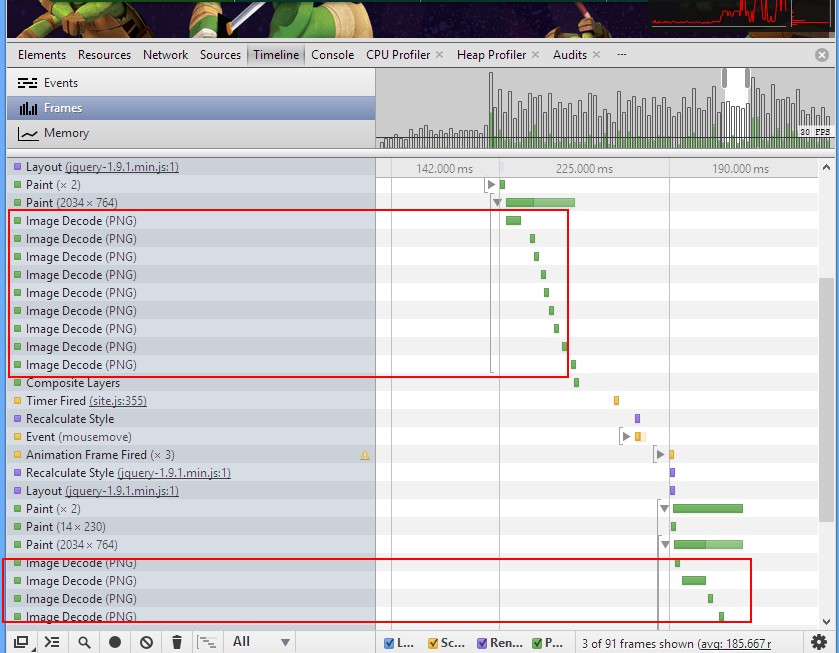 Elements Resources Network Sources Timeline Console CPU Profiler × Heap Profiler × Audits × ...
Events
Frames
Memory
30 FPS
142.000 ms 225.000 ms 190.000 ms
Layout (jquery-1.9.1.min.js:1)
Paint (× 2)
Paint (2034 × 764)
Image Decode (PNG)
Image Decode (PNG)
Image Decode (PNG)
Image Decode (PNG)
Image Decode (PNG)
Image Decode (PNG)
Image Decode (PNG)
Image Decode (PNG)
Image Decode (PNG)
Composite Layers
Timer Fired (site.js:355)
Recalculate Style
Event (mousemove)
Animation Frame Fired (× 3)
Recalculate Style (jquery-1.9.1.min.js:1)
Layout (jquery-1.9.1.min.js:1)
Paint (× 2)
Paint (14 × 230)
Paint (2034 × 764)
Image Decode (PNG)
Image Decode (PNG)
Image Decode (PNG)
Image Decode (PNG)
All L... Sc... Ren... P... 3 of 91 frames shown (avg: 185.667 r